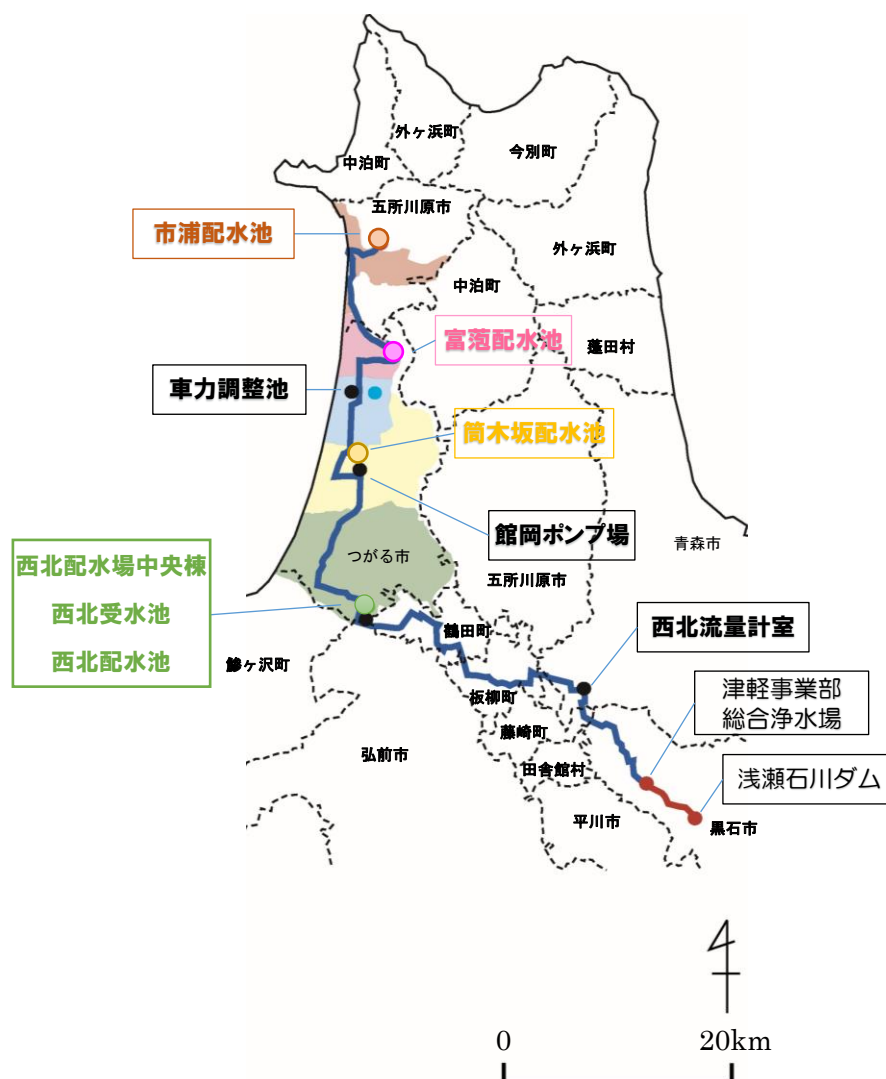 外ヶ浜町
今別町
中泊町
五所川原市
市浦配水池
外ヶ浜町
中泊町
富萢配水池
蓬田村
車力調整池
筒木坂配水池
館岡ポンプ場
青森市
つがる市
西北配水場中央棟
五所川原市
西北受水池
鶴田町
西北流量計室
西北配水池
鰺ヶ沢町
板柳町
津軽事業部
総合浄水場
藤崎町
弘前市
田舎館村
浅瀬石川ダム
平川市
黒石市
0
20km